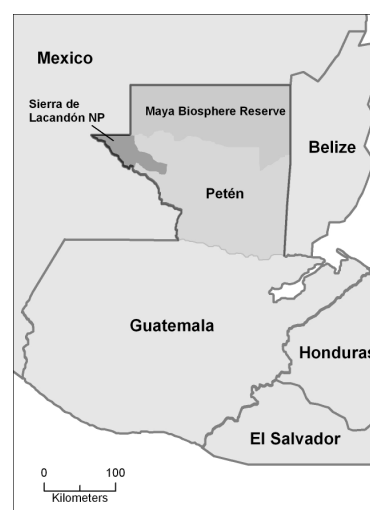 Mexico
Sierra de
Lacandón NP
Maya Biosphere Reserve
Belize
Petén
Guatemala
Honduras
El Salvador
0 100
Kilometers